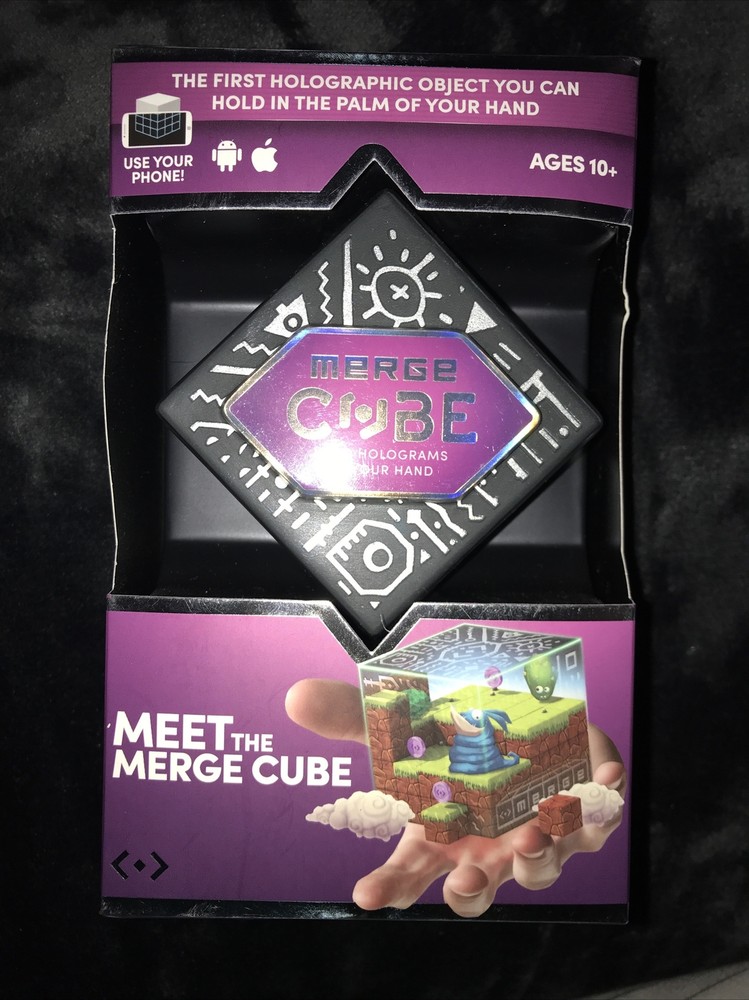 THE FIRST HOLOGRAPHIC OBJECT YOU CAN
HOLD IN THE PALM OF YOUR HAND
USE YOUR
PHONE!
AGES 10+
MERGE
CUBE
HOLOGRAMS
YOUR HAND
MEET THE
MERGE CUBE
MERGE